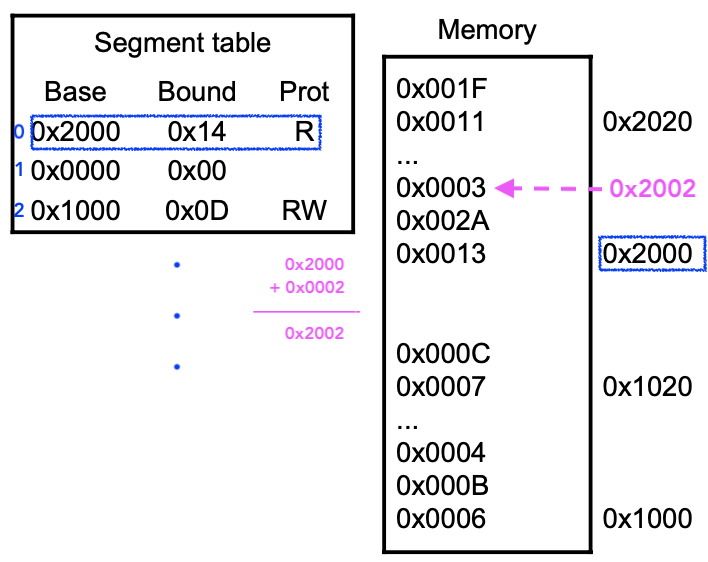 Segment table
Base Bound Prot
0 0x2000 0x14 R
1 0x0000 0x00
2 0x1000 0x0D RW
0x2000
+ 0x0002
0x2002
Memory
0x001F
0x0011 0x2020
...
0x0003 0x2002
0x002A
0x0013 0x2000
0x000C
0x0007 0x1020
...
0x0004
0x000B
0x0006 0x1000